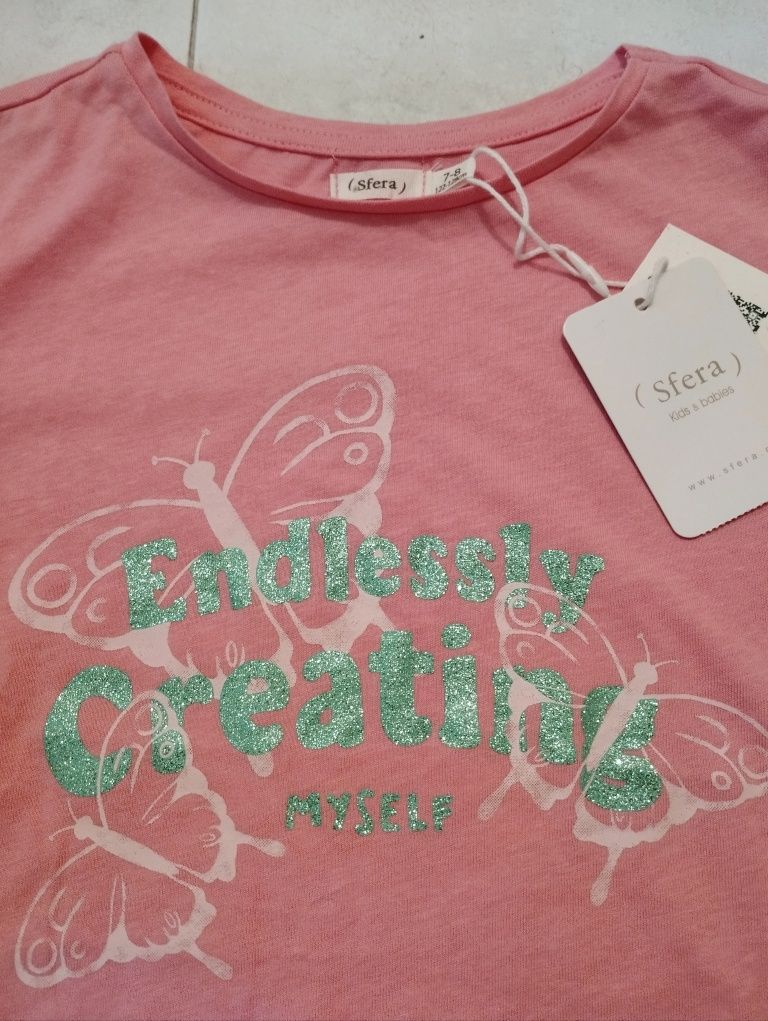 ( Sfera )
7-8
( Sfera )
Kids & babies
www.sfera.
Endlessly
Creating
MYSELF